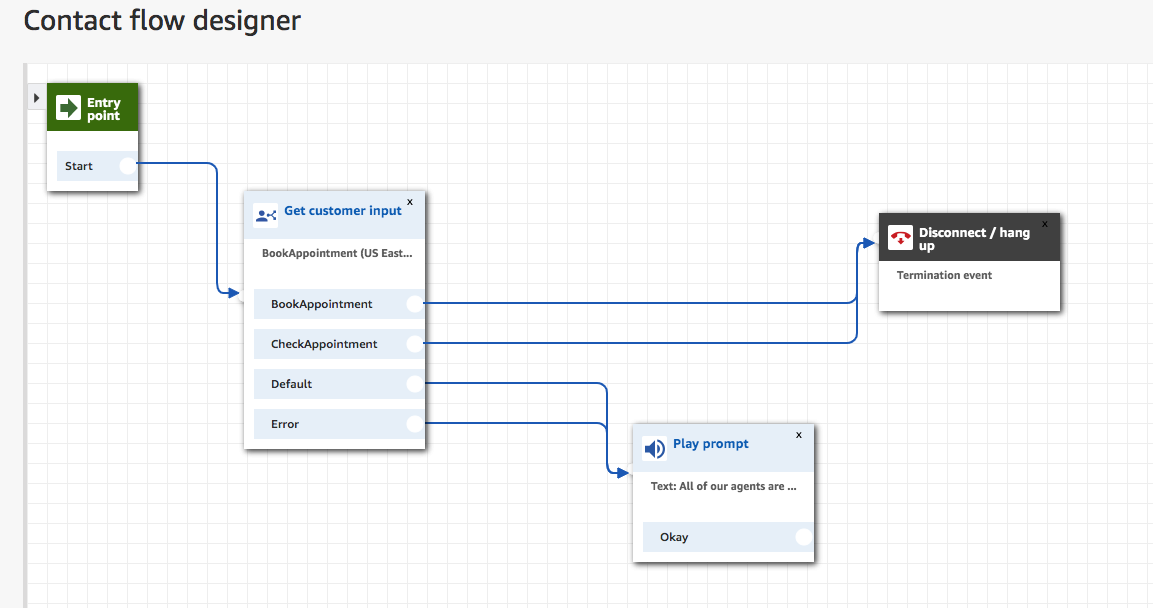 Contact flow designer
Entry
point
Start
Get customer input
x
BookAppointment (US East...
BookAppointment
CheckAppointment
Default
Error
Disconnect / hang
up
x
Termination event
Play prompt
x
Text: All of our agents are ...
Okay